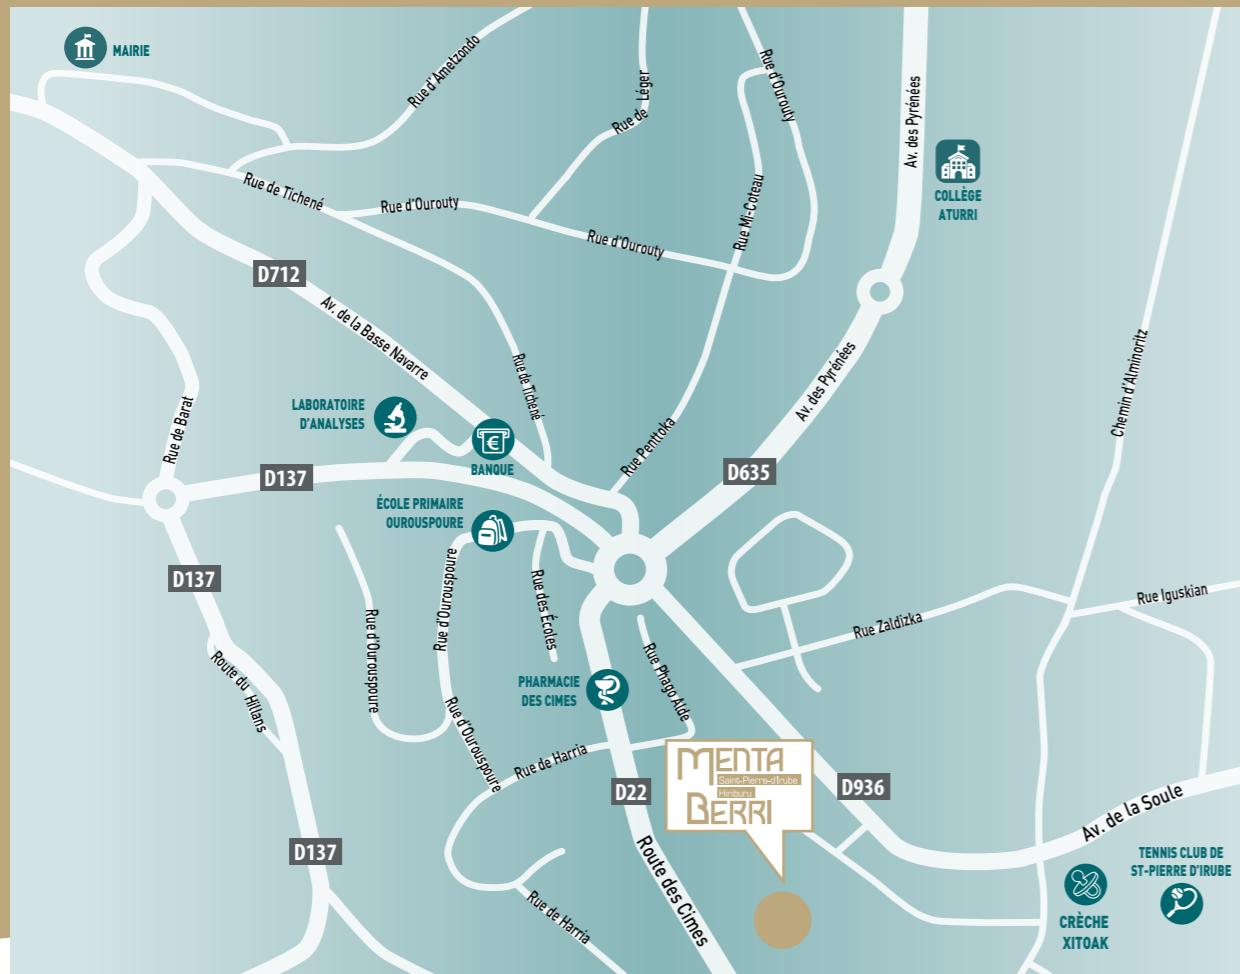 MAIRIE
Rue d'Ametzondo
Rue de Léger
Rue d'Ourouty
Av. des Pyrénées
COLLÈGE
ATURRI
Rue de Tichené
Rue d'Ourouty
Rue d'Ourouty
Rue Mi-Coteau
D712
Av. de la Basse Navarre
Rue de Tichené
Av. des Pyrénées
Chemin d'Alminoritz
LABORATOIRE
D'ANALYSES
Rue de Barat
BANQUE
Rue Penttoka
D635
D137
ÉCOLE PRIMAIRE
OUROUSPOURE
D137
Rue d'Ourouspoure
Rue d'Ourouspoure
Rue des Écoles
Rue Zaldizka
Rue Iguskian
Route du Hillans
PHARMACIE
DES CIMES
Rue Phago Alde
Rue d'Ourouspoure
Rue de Harria
MENTA
Saint-Pierre-d'Irube
Hiriburu
BERRI
D22
D936
Av. de la Soule
D137
Route des Cimes
TENNIS CLUB DE
ST-PIERRE D'IRUBE
CRÈCHE
XITOAK
Rue de Harria